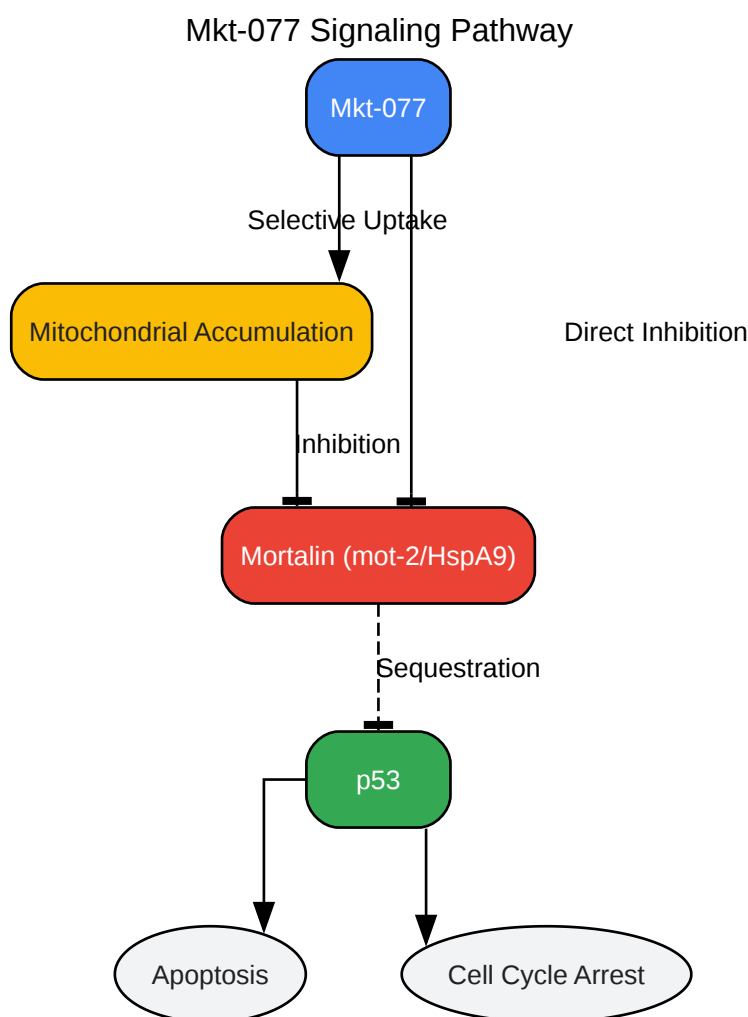 Mkt-077 Signaling Pathway
Mkt-077
Selective Uptake
Mitochondrial Accumulation
Direct Inhibition
Inhibition
Mortalin (mot-2/HspA9)
Sequestration
p53
Apoptosis
Cell Cycle Arrest